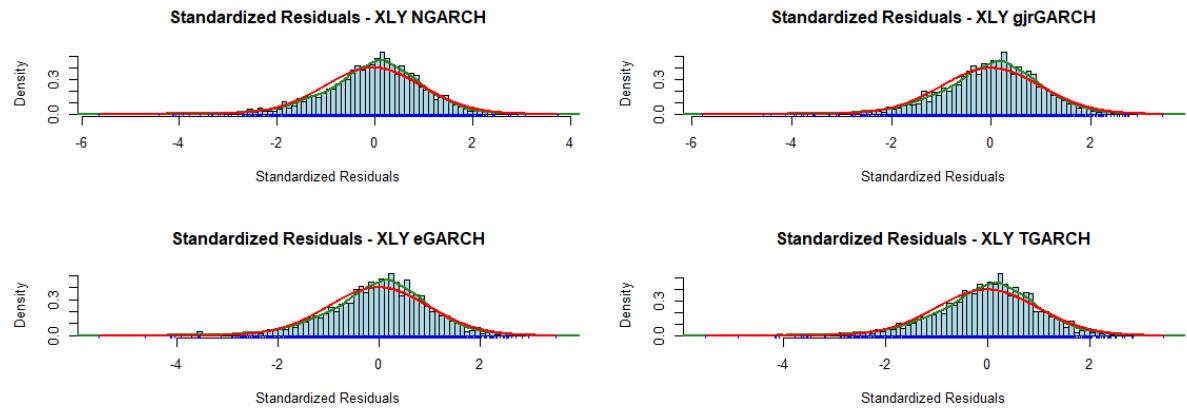 Standardized Residuals - XLY NGARCH
Density
0.0 0.3
-6 -4 -2 0 2 4
Standardized Residuals
Standardized Residuals - XLY gjrGARCH
Density
0.0 0.3
-6 -4 -2 0 2
Standardized Residuals
Standardized Residuals - XLY eGARCH
Density
0.0 0.3
-4 -2 0 2
Standardized Residuals
Standardized Residuals - XLY TGARCH
Density
0.0 0.3
-4 -2 0 2
Standardized Residuals